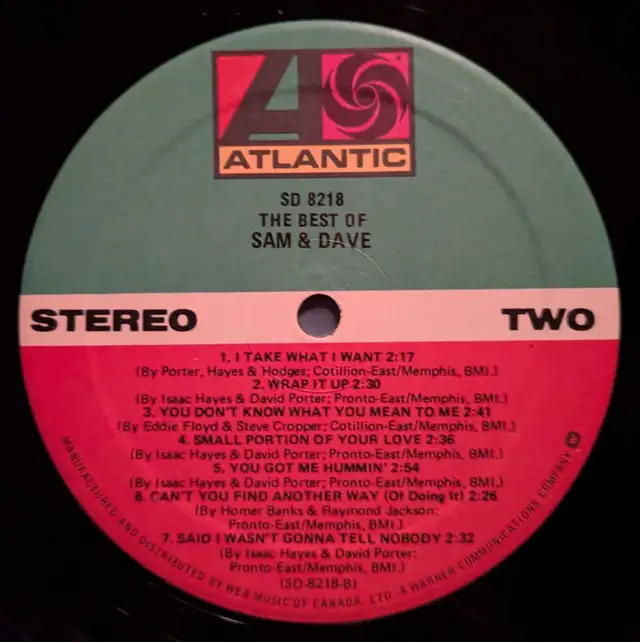 ATLANTIC
SD 8218
THE BEST OF
SAM & DAVE
STEREO
TWO
1. I TAKE WHAT I WANT 2:17
(By Porter, Hayes & Hodges; Cotillion-East/Memphis, BMI.)
2. WRAP IT UP 2:30
(By Isaac Hayes & David Porter; Pronto-East/Memphis, BMI.)
3. YOU DON'T KNOW WHAT YOU MEAN TO ME 2:41
(By Eddie Floyd & Steve Cropper; Cotillion-East/Memphis, BMI.)
4. SMALL PORTION OF YOUR LOVE 2:36
(By Isaac Hayes & David Porter; Pronto-East/Memphis, BMI.)
5. YOU GOT ME HUMMIN' 2:54
(By Isaac Hayes & David Porter; Pronto-East/Memphis, BMI.)
6. CAN'T YOU FIND ANOTHER WAY (Of Doing It) 2:26
(By Homer Banks & Raymond Jackson;
Pronto-East/Memphis, BMI.)
7. SAID I WASN'T GONNA TELL NOBODY 2:32
(By Isaac Hayes & David Porter;
Pronto-East/Memphis, BMI.)
(SD-8218-B)
MANUFACTURED AND DISTRIBUTED BY WEA MUSIC OF CANADA, LTD. A WARNER COMMUNICATIONS COMPANY